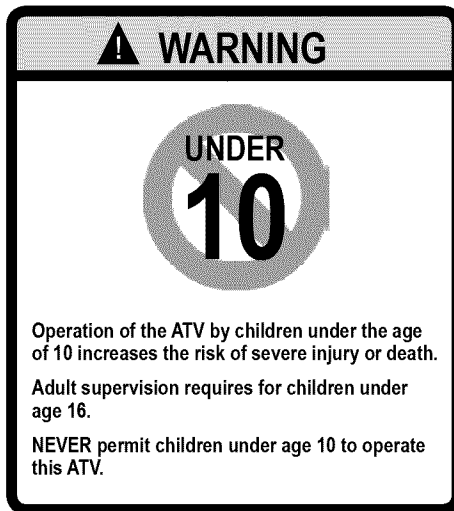 WARNING
UNDER
10
Operation of the ATV by children under the age
of 10 increases the risk of severe injury or death.
Adult supervision requires for children under
age 16.
NEVER permit children under age 10 to operate
this ATV.